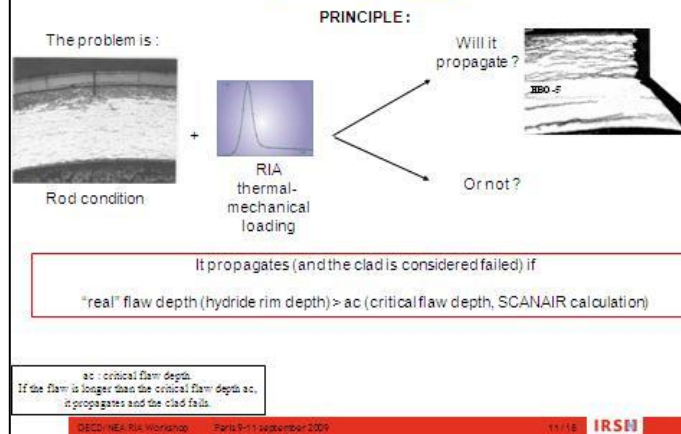 PRINCIPLE:
The problem is :
Will it
propagate ?
HBO -5
+
RIA
thermal-
mechanical
loading
Rod condition
Or not ?
It propagates (and the clad is considered failed) if
"real" flaw depth (hydride rim depth) > ac (critical flaw depth, SCANAIR calculation)
ac : critical flaw depth.
If the flaw is longer than the critical flaw depth ac,
it propagates and the clad fails.
OECD/NEA RIA Workshop Paris 9-11 september 2009 11/18 IRSN